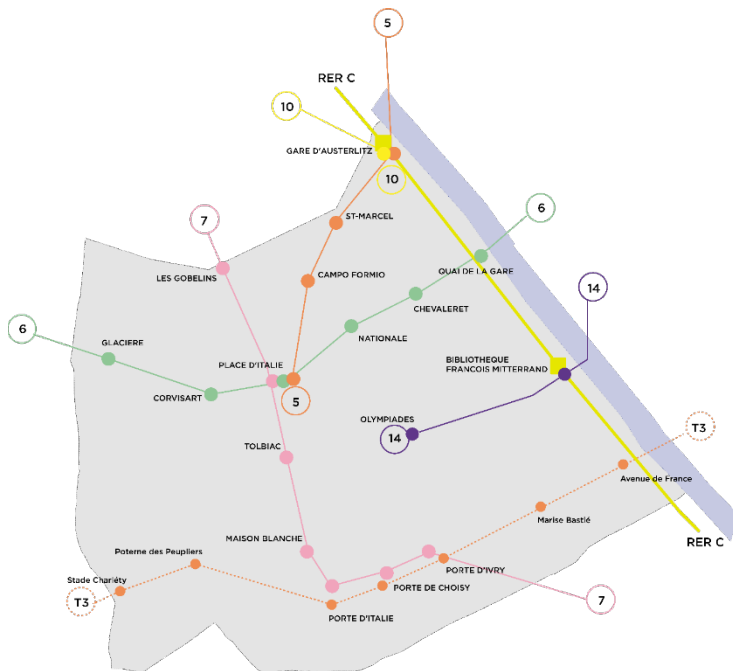 5
RER C
10
GARE D'AUSTERLITZ
10
7
ST-MARCEL
6
LES GOBELINS
CAMPO FORMIO
QUAI DE LA GARE
14
CHEVALERET
6
GLACIERE
NATIONALE
PLACE D'ITALIE
BIBLIOTHEQUE
FRANCOIS MITTERRAND
CORVISART
5
OLYMPIADES
14
T3
TOLBIAC
Avenue de France
Marise Bastié
MAISON BLANCHE
RER C
Poterne des Peupliers
PORTE D'IVRY
Stade Charléty
PORTE DE CHOISY
T3
7
PORTE D'ITALIE